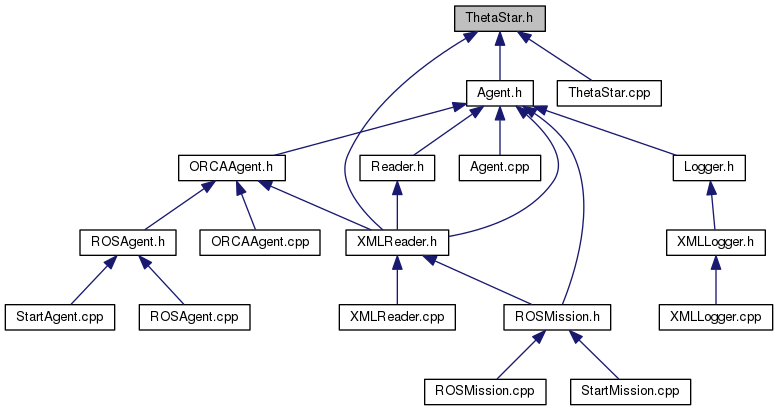 ThetaStar.h
Agent.h
ThetaStar.cpp
ORCAAgent.h
Reader.h
Agent.cpp
Logger.h
ROSAgent.h
ORCAAgent.cpp
XMLReader.h
XMLLogger.h
StartAgent.cpp
ROSAgent.cpp
XMLReader.cpp
ROSMission.h
XMLLogger.cpp
ROSMission.cpp
StartMission.cpp